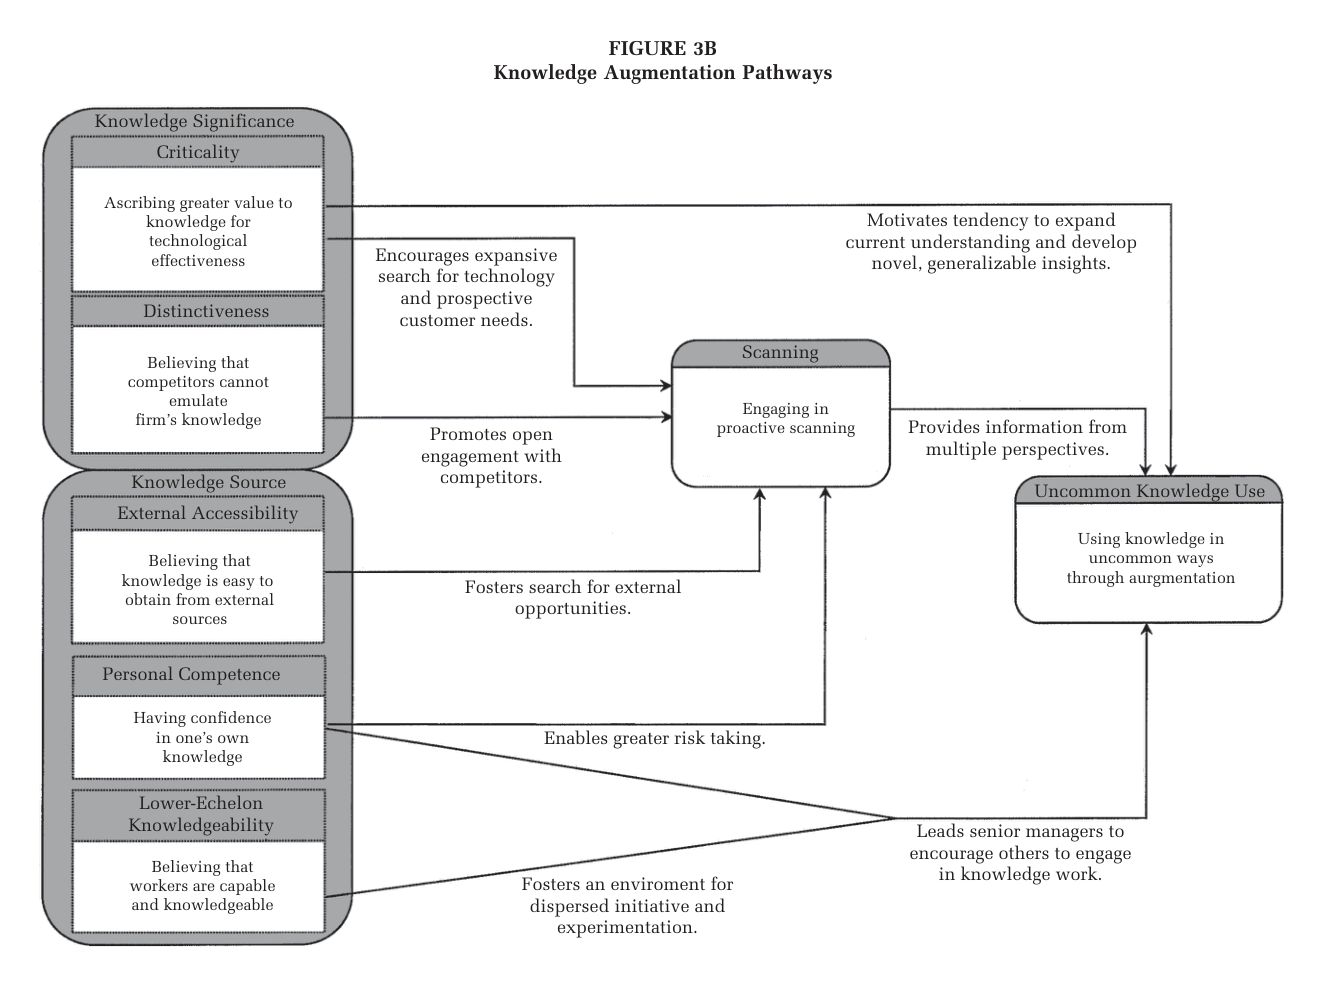 FIGURE 3B
Knowledge Augmentation Pathways
Knowledge Significance
Criticality
Ascribing greater value to
knowledge for
technological
effectiveness
Distinctiveness
Believing that
competitors cannot
emulate
firm's knowledge
Knowledge Source
External Accessibility
Believing that
knowledge is easy to
obtain from external
sources
Personal Competence
Having confidence
in one's own
knowledge
Lower-Echelon
Knowledgeability
Believing that
workers are capable
and knowledgeable
Encourages expansive
search for technology
and prospective
customer needs.
Promotes open
engagement with
competitors.
Fosters search for external
opportunities.
Enables greater risk taking.
Fosters an enviroment for
dispersed initiative and
experimentation.
Scanning
Engaging in
proactive scanning
Motivates tendency to expand
current understanding and develop
novel, generalizable insights.
Provides information from
multiple perspectives.
Leads senior managers to
encourage others to engage
in knowledge work.
Uncommon Knowledge Use
Using knowledge in
uncommon ways
through aurgmentation